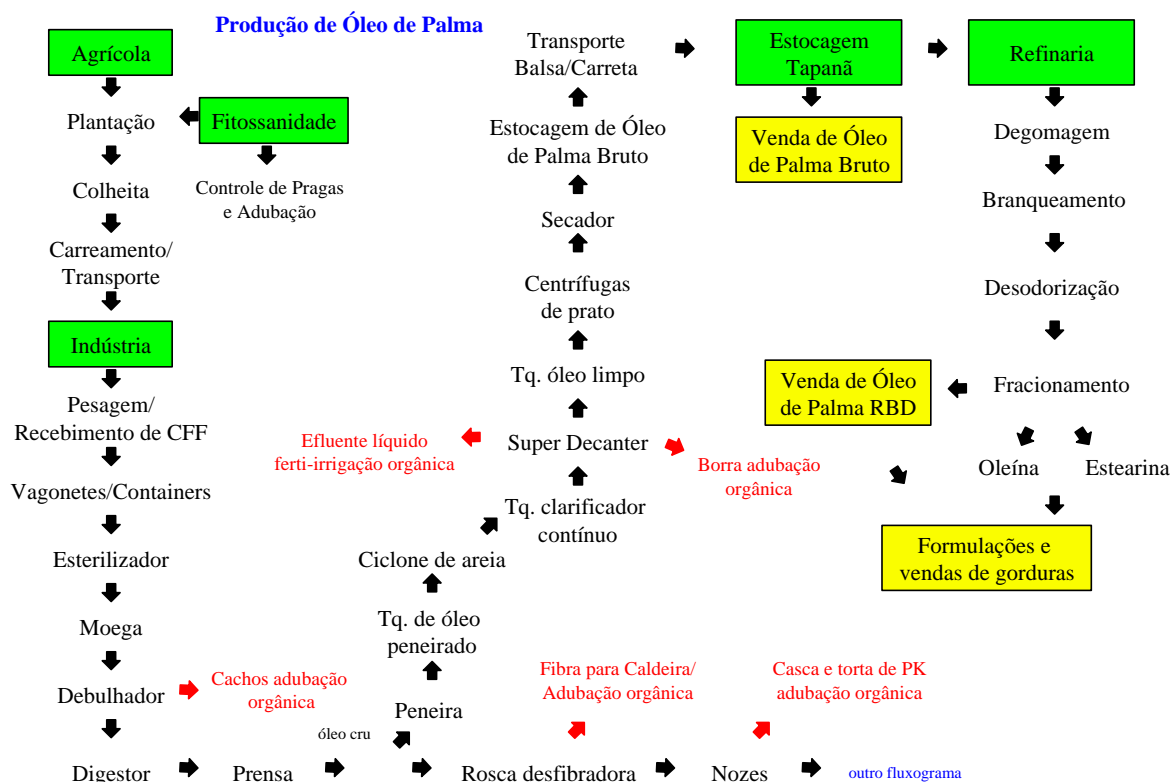 Produção de Óleo de Palma
Agrícola
Plantação
Fitossanidade
Controle de Pragas
e Adubação
Colheita
Carreamento/
Transporte
Indústria
Pesagem/
Recebimento de CFF
Vagonetes/Containers
Esterilizador
Moega
Debulhador
Cachos adubação
orgânica
Digestor
Prensa
óleo cru
Peneira
Tq. de óleo
peneirado
Ciclone de areia
Rosca desfibradora
Fibra para Caldeira/
Adubação orgânica
Nozes
Casca e torta de PK
adubação orgânica
outro fluxograma
Tq. clarificador
contínuo
Super Decanter
Efluente líquido
ferti-irrigação orgânica
Borra adubação
orgânica
Tq. óleo limpo
Centrífugas
de prato
Secador
Estocagem de Óleo
de Palma Bruto
Transporte
Balsa/Carreta
Estocagem
Tapanã
Venda de Óleo
de Palma Bruto
Refinaria
Degomagem
Branqueamento
Desodorização
Fracionamento
Venda de Óleo
de Palma RBD
Oleína
Estearina
Formulações e
vendas de gorduras